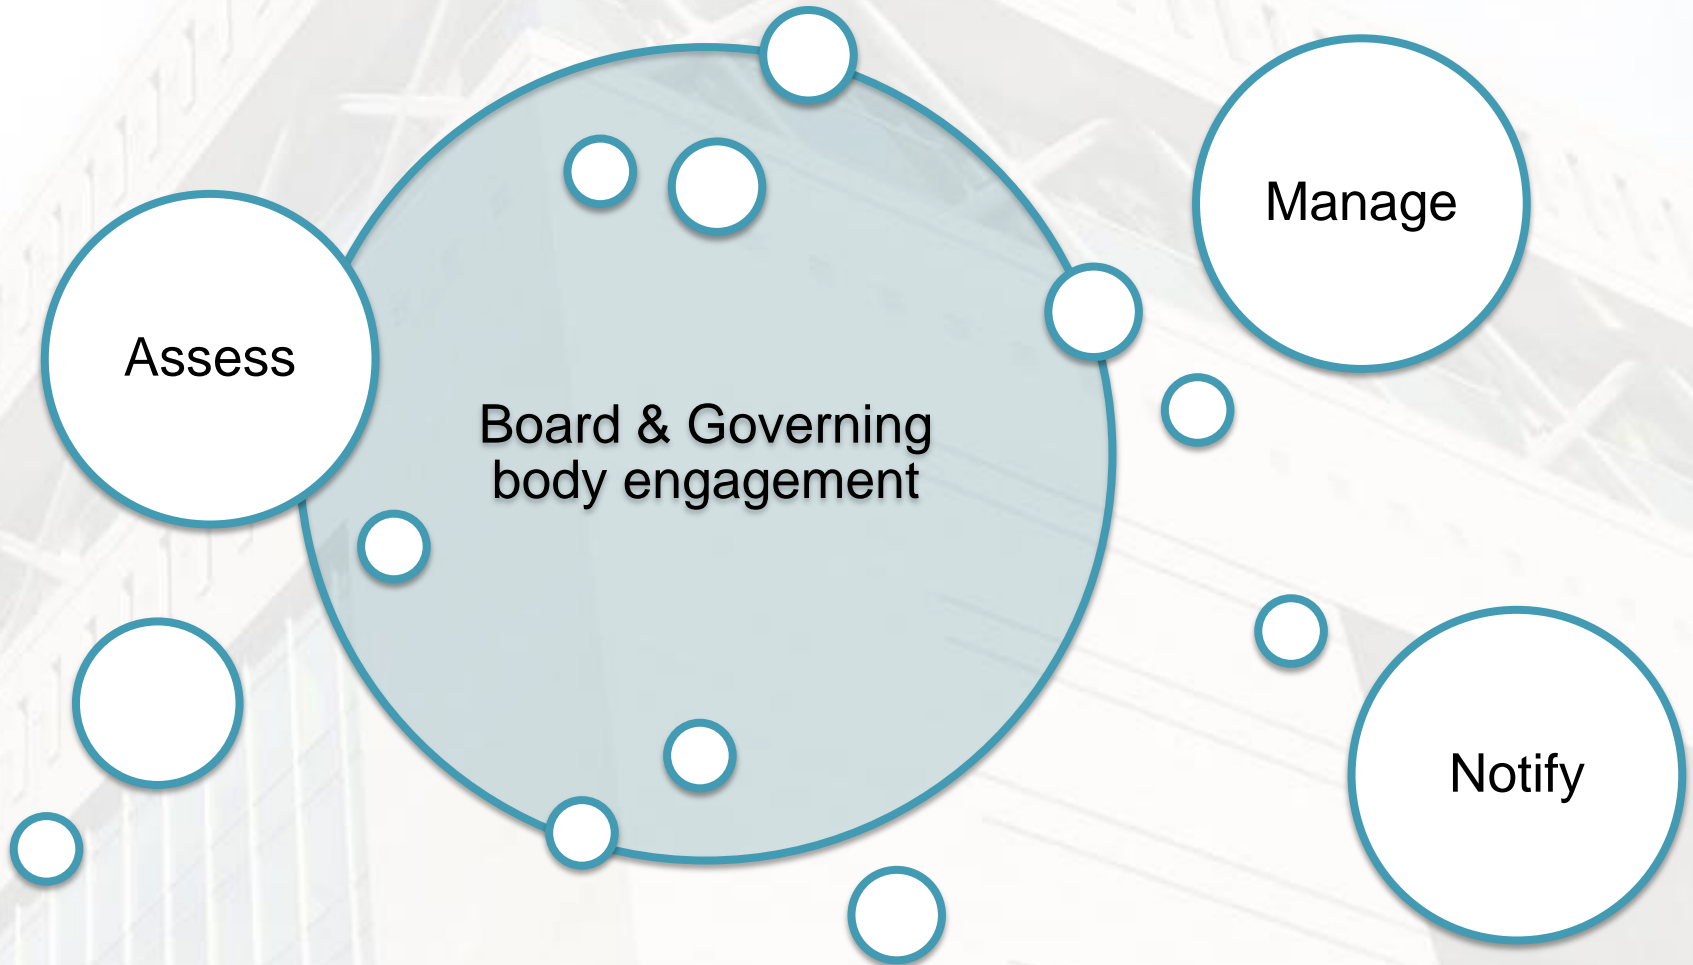 Manage
Assess
Board & Governing
body engagement
Notify